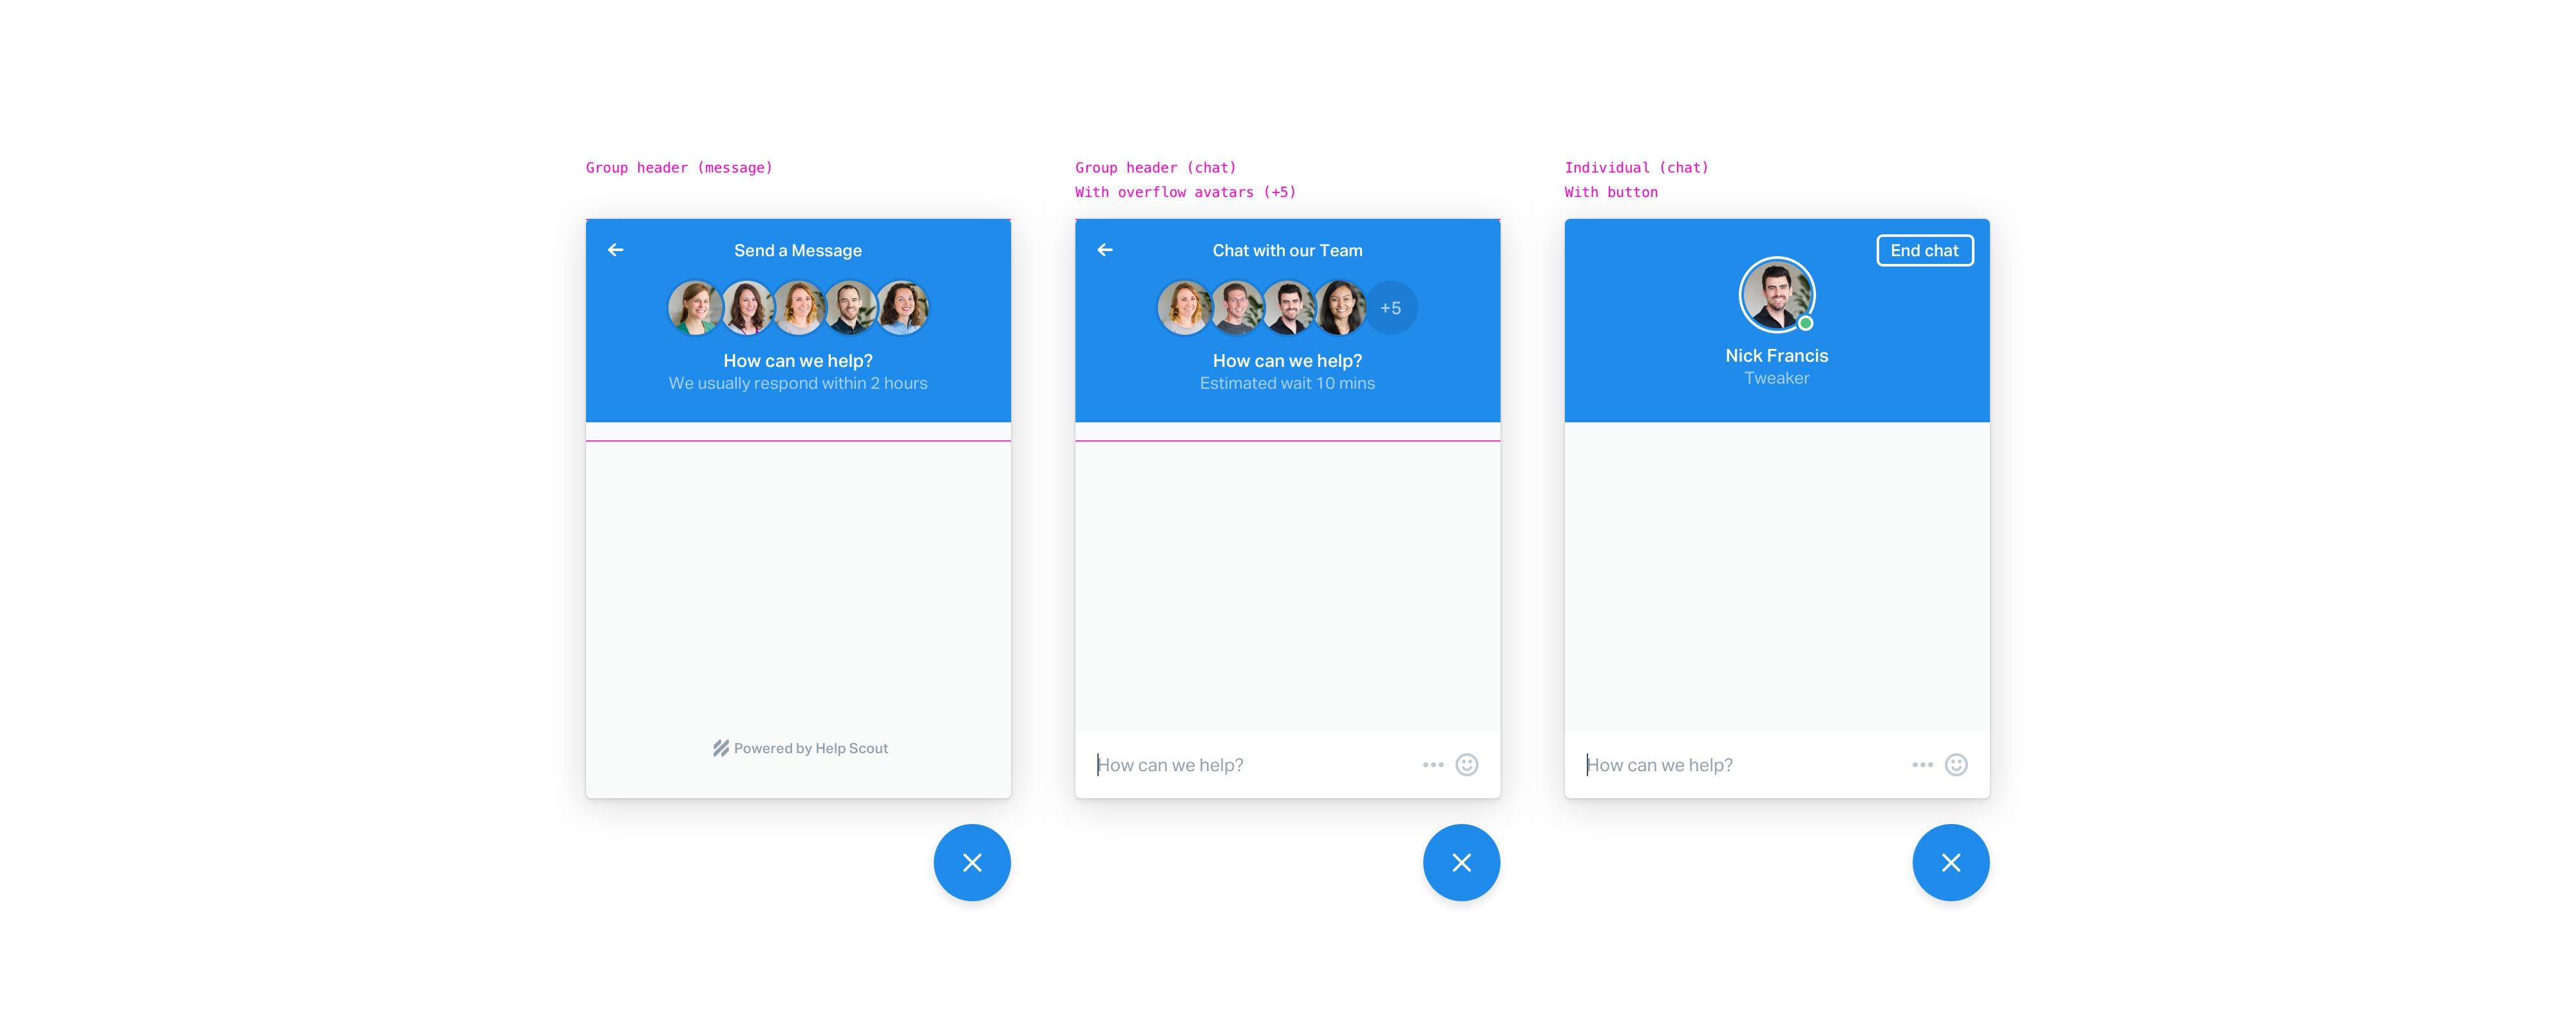 Group header (message)
Send a Message
How can we help?
We usually respond within 2 hours
Powered by Help Scout
Group header (chat)
With overflow avatars (+5)
Chat with our Team
+5
How can we help?
Estimated wait 10 mins
How can we help?
Individual (chat)
With button
End chat
Nick Francis
Tweaker
How can we help?